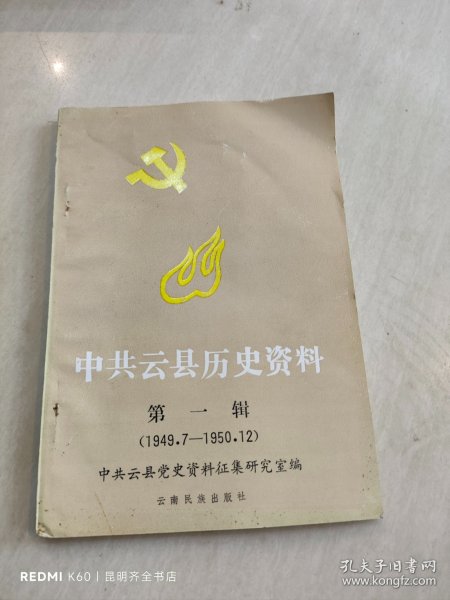 中共云县历史资料
第一辑
(1949.7—1950.12)
中共云县党史资料征集研究室编
云南民族出版社
REDMI K60 | 昆明齐全书店
孔夫子旧书网
www.kongfz.com